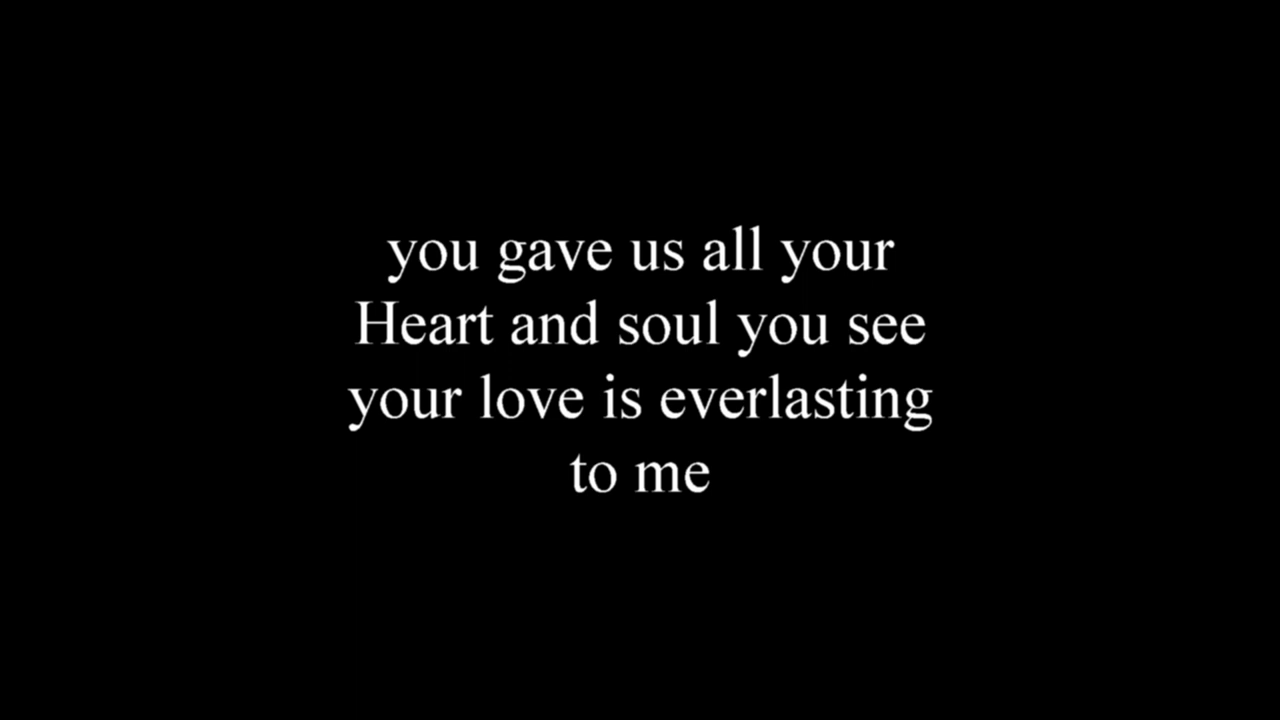 you gave us all your
Heart and soul you see
your love is everlasting
to me